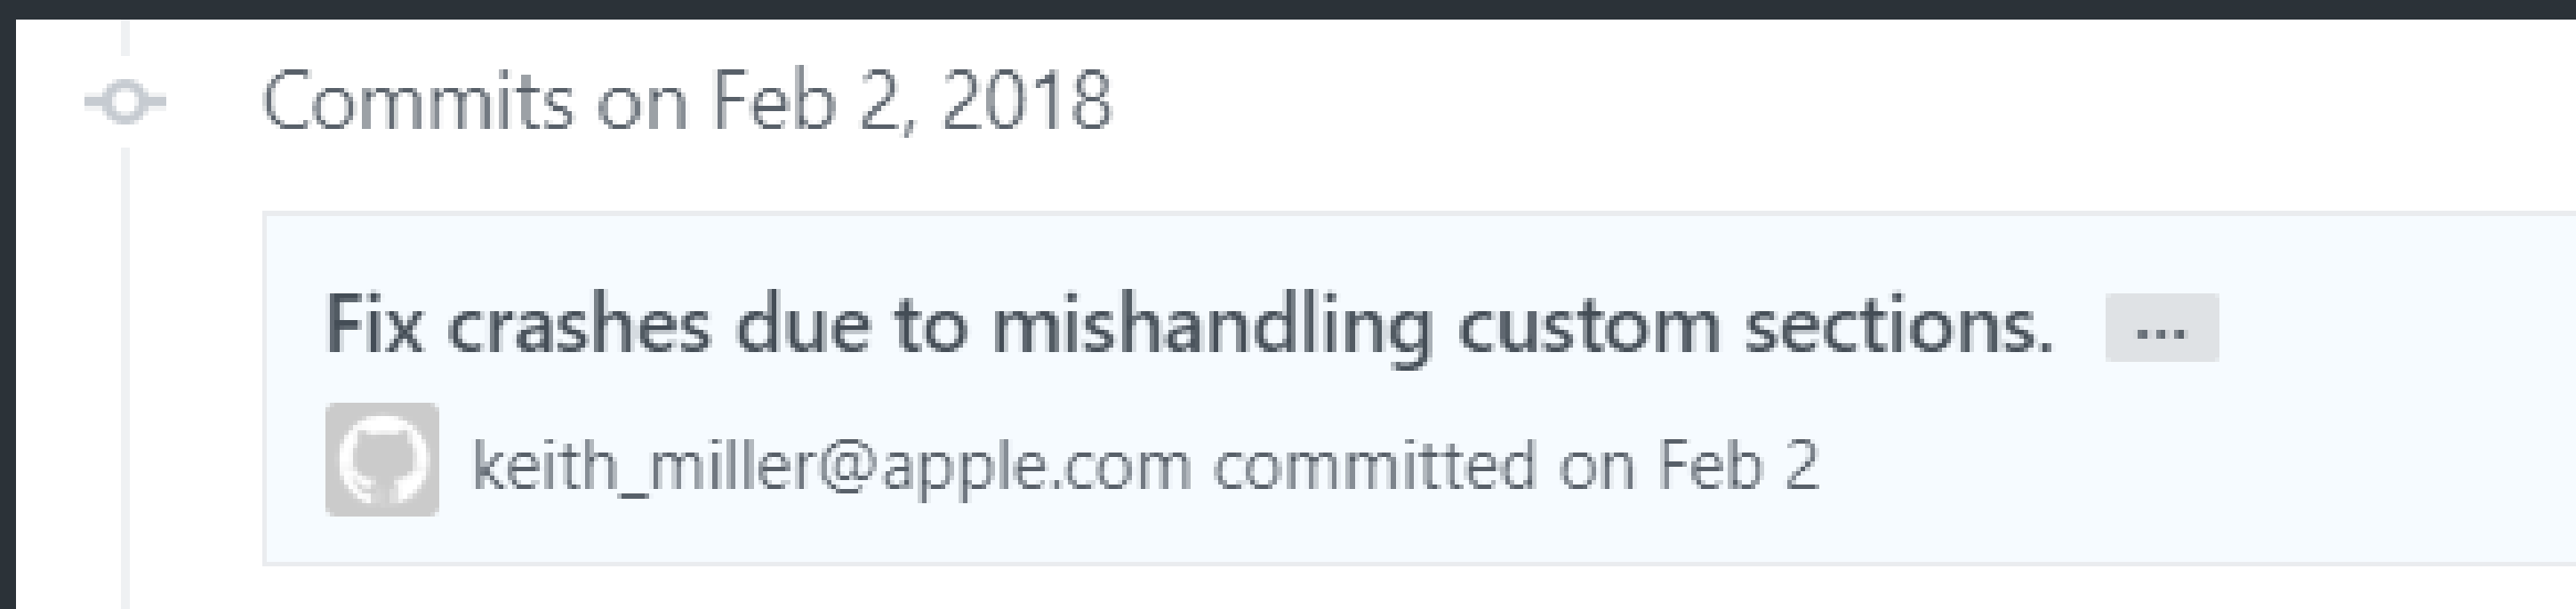 Commits on Feb 2, 2018
Fix crashes due to mishandling custom sections. ...
keith_miller@apple.com committed on Feb 2